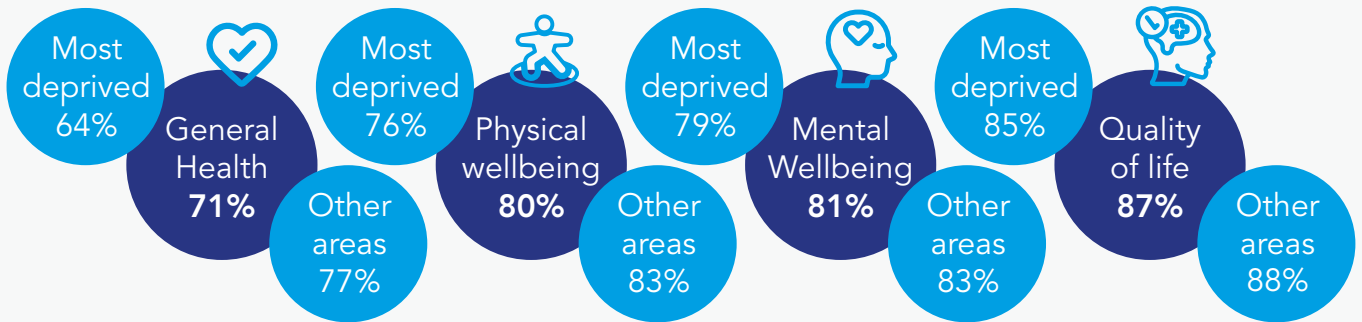 Most
deprived
64%
General
Health
71%
Other
areas
77%
Most
deprived
76%
Physical
wellbeing
80%
Other
areas
83%
Most
deprived
79%
Mental
Wellbeing
81%
Other
areas
83%
Most
deprived
85%
Quality
of life
87%
Other
areas
88%